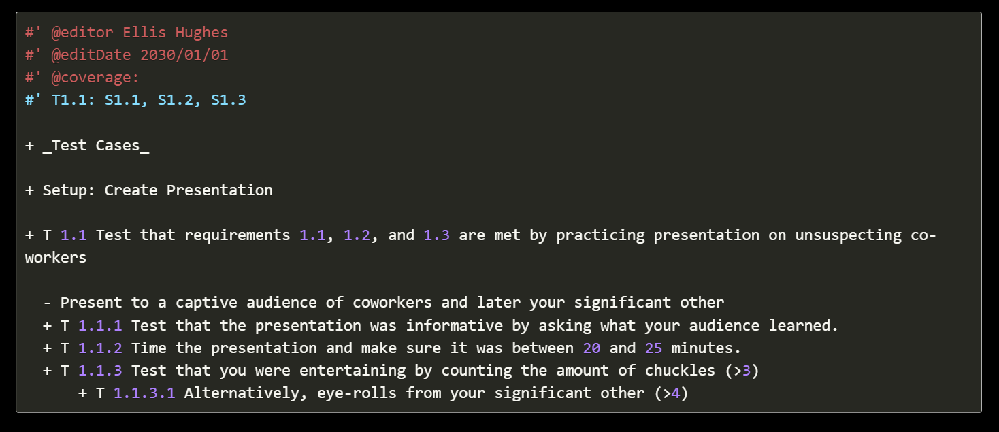 #' @editor Ellis Hughes
#' @editDate 2030/01/01
#' @coverage:
#' T1.1: S1.1, S1.2, S1.3
+ _Test Cases_
+ Setup: Create Presentation
+ T 1.1 Test that requirements 1.1, 1.2, and 1.3 are met by practicing presentation on unsuspecting co-
workers
- Present to a captive audience of coworkers and later your significant other
+ T 1.1.1 Test that the presentation was informative by asking what your audience learned.
+ T 1.1.2 Time the presentation and make sure it was between 20 and 25 minutes.
+ T 1.1.3 Test that you were entertaining by counting the amount of chuckles (>3)
+ T 1.1.3.1 Alternatively, eye-rolls from your significant other (>4)